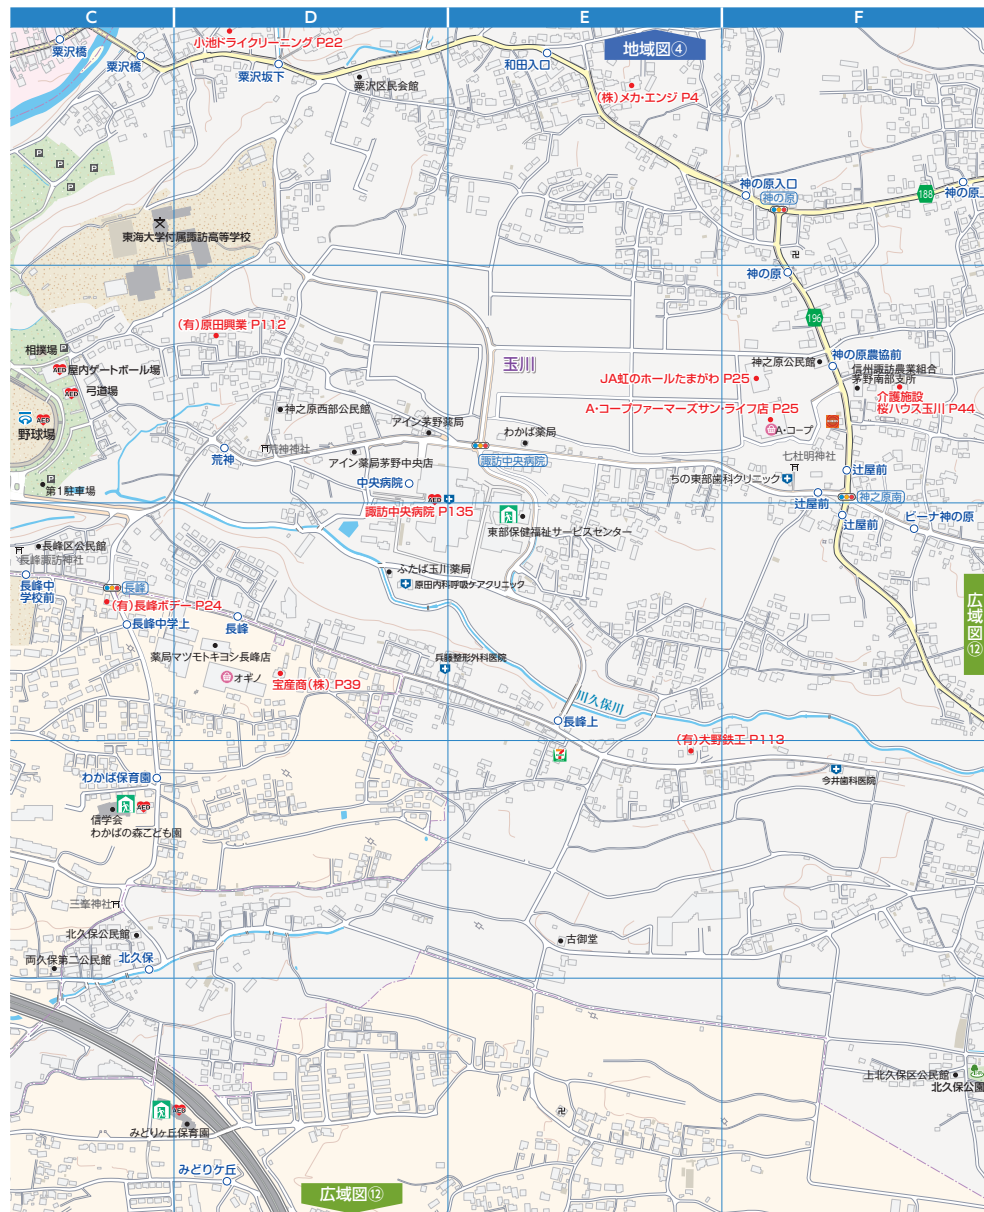 C
D
E
F
粟沢橋
粟沢橋
小池ドライクリーニング P22
粟沢坂下
粟沢区民会館
和田入口
地域図④
(株)メカ・エンジ P4
神の原入口
神の原
188
神の原上
東海大学付属諏訪高等学校
神の原
196
(有)原田興業 P112
相撲場
AED
屋内ゲートボール場
AED
弓道場
AED
野球場
玉川
神之原公民館
神の原農協前
信州諏訪農業組合
茅野南部支所
JA虹のホールたまがわ P25
介護施設
桜ハウス玉川 P44
A・コープファーマーズサン・ライフ店 P25
A・コープ
神之原西部公民館
アイン茅野薬局
わかば薬局
荒神
荒神神社
アイン薬局茅野中央店
諏訪中央病院
七社明神社
中央病院
ちの東部歯科クリニック
辻屋前
第1駐車場
AED
諏訪中央病院 P135
辻屋前
神之原南
辻屋前
ビーナ神の原
東部保健福祉サービスセンター
長峰区公民館
長峰諏訪神社
ふたば玉川薬局
原田内科呼吸ケアクリニック
長峰中
学校前
長峰
(有)長峰ボデー P24
長峰中学上
長峰
広域図⑫
薬局マツモトキヨシ長峰店
兵藤整形外科医院
オギノ
宝産商(株) P39
川久保川
長峰上
(有)大野鉄工 P113
今井歯科医院
わかば保育園
AED
信学会
わかばの森こども園
三峯神社
北久保公民館
古御堂
両久保第二公民館
北久保
上北久保区公民館
北久保公園
AED
みどりヶ丘保育園
みどりケ丘
広域図⑫